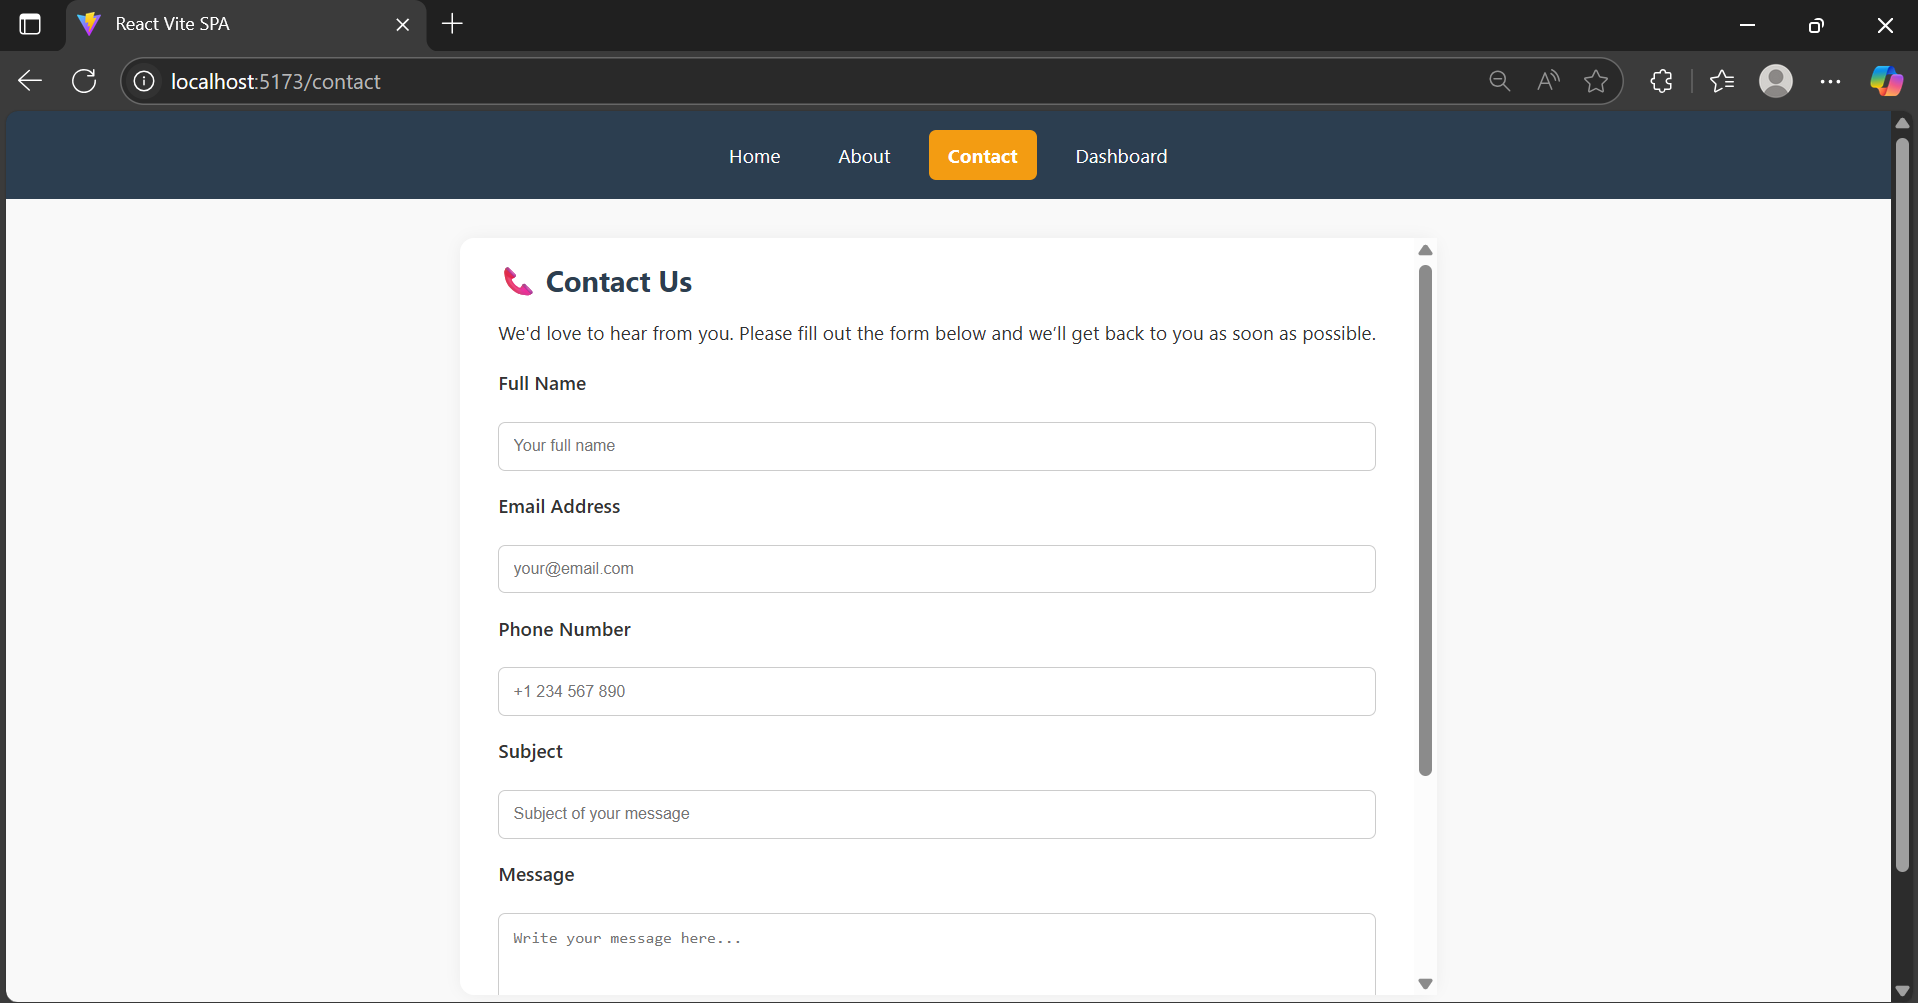 React Vite SPA
localhost:5173/contact
Home About Contact Dashboard
Contact Us
We'd love to hear from you. Please fill out the form below and we’ll get back to you as soon as possible.
Full Name
Your full name
Email Address
your@email.com
Phone Number
+1 234 567 890
Subject
Subject of your message
Message
Write your message here...